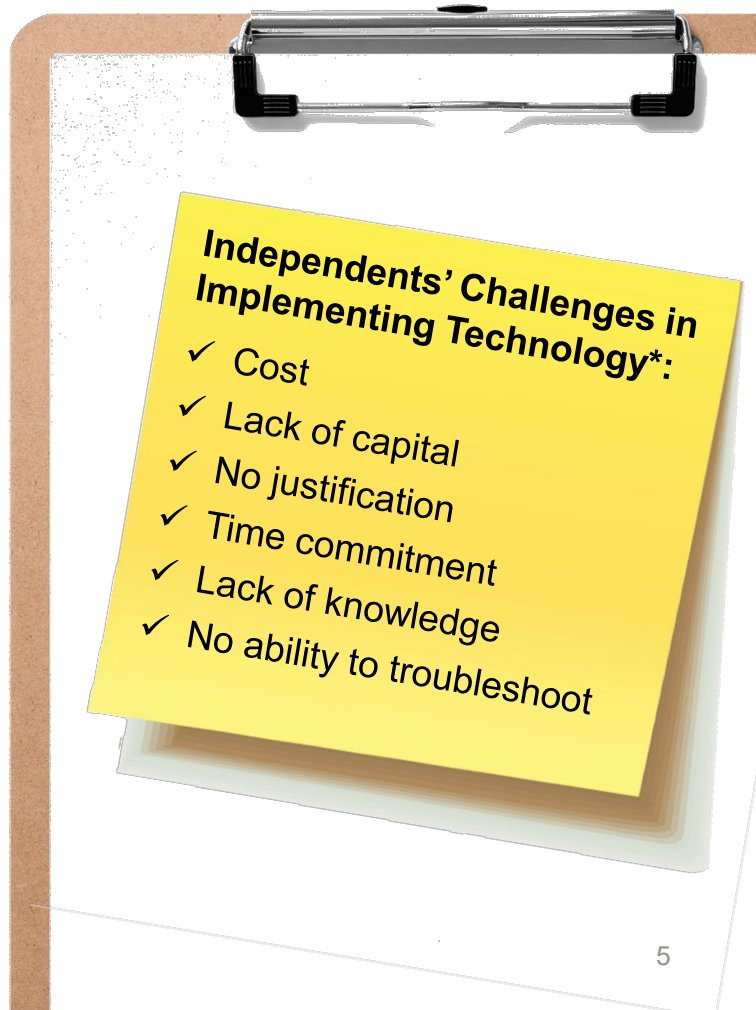 Independents’ Challenges in
Implementing Technology*:
✓ Cost
✓ Lack of capital
✓ No justification
✓ Time commitment
✓ Lack of knowledge
✓ No ability to troubleshoot
5